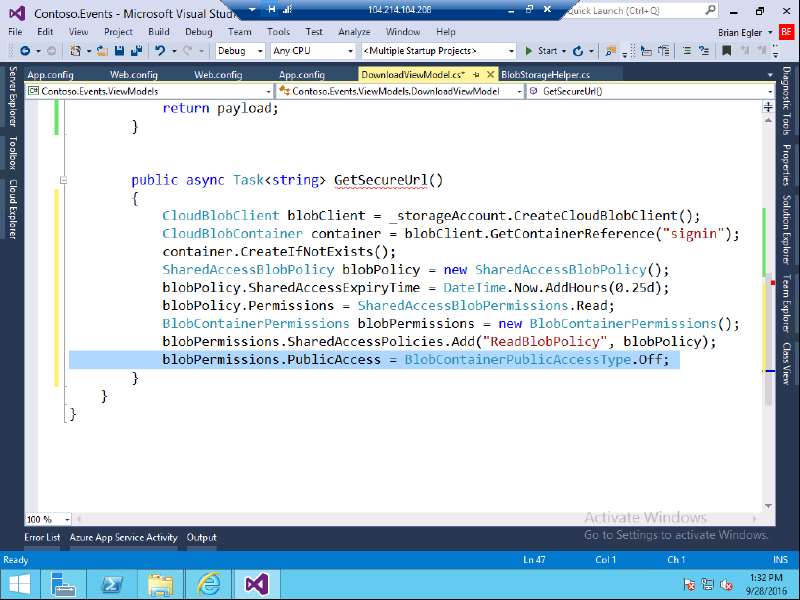 Contoso.Events - Microsoft Visual Stud
104.214.104.208
Quick Launch (Ctrl+Q)
File Edit View Project Build Debug Team Tools Test Analyze Window Help
Brian Egler BE
Debug Any CPU <Multiple Startup Projects> Start
App.config Web.config Web.config App.config DownloadViewModel.cs* BlobStorageHelper.cs
Contoso.Events.ViewModels Contoso.Events.ViewModels.DownloadViewModel GetSecureUrl()
Server Explorer
Toolbox
Cloud Explorer
return payload;
}
public async Task<string> GetSecureUrl()
{
CloudBlobClient blobClient = _storageAccount.CreateCloudBlobClient();
CloudBlobContainer container = blobClient.GetContainerReference("signin");
container.CreateIfNotExists();
SharedAccessBlobPolicy blobPolicy = new SharedAccessBlobPolicy();
blobPolicy.SharedAccessExpiryTime = DateTime.Now.AddHours(0.25d);
blobPolicy.Permissions = SharedAccessBlobPermissions.Read;
BlobContainerPermissions blobPermissions = new BlobContainerPermissions();
blobPermissions.SharedAccessPolicies.Add("ReadBlobPolicy", blobPolicy);
blobPermissions.PublicAccess = BlobContainerPublicAccessType.Off;
}
}
}
Diagnostic Tools
Properties
Solution Explorer
Team Explorer
Class View
100 %
Activate Windows
Go to Settings to activate Windows.
Error List Azure App Service Activity Output
Ready Ln 47 Col 1 Ch 1 INS
1:32 PM
9/28/2016